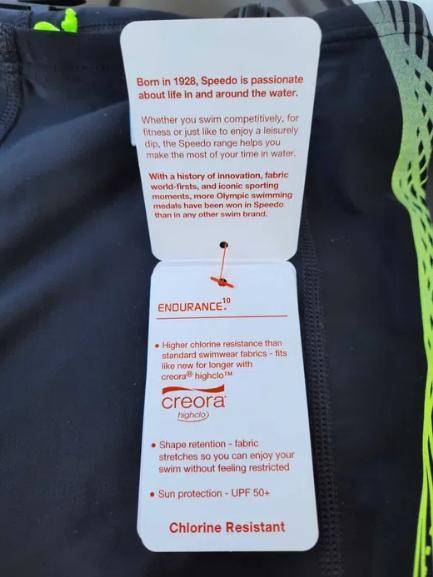 Born in 1928, Speedo is passionate
about life in and around the water.
Whether you swim competitively, for
fitness or just like to enjoy a leisurely
dip, the Speedo range helps you
make the most of your time in water.
With a history of innovation, fabric
world-firsts, and iconic sporting
moments, more Olympic swimming
medals have been won in Speedo
than in any other swim brand.
ENDURANCE:10
• Higher chlorine resistance than
standard swimwear fabrics - fits
like new for longer with
creora® highclo™
creora®
highclo
• Shape retention - fabric
stretches so you can enjoy your
swim without feeling restricted
• Sun protection - UPF 50+
Chlorine Resistant